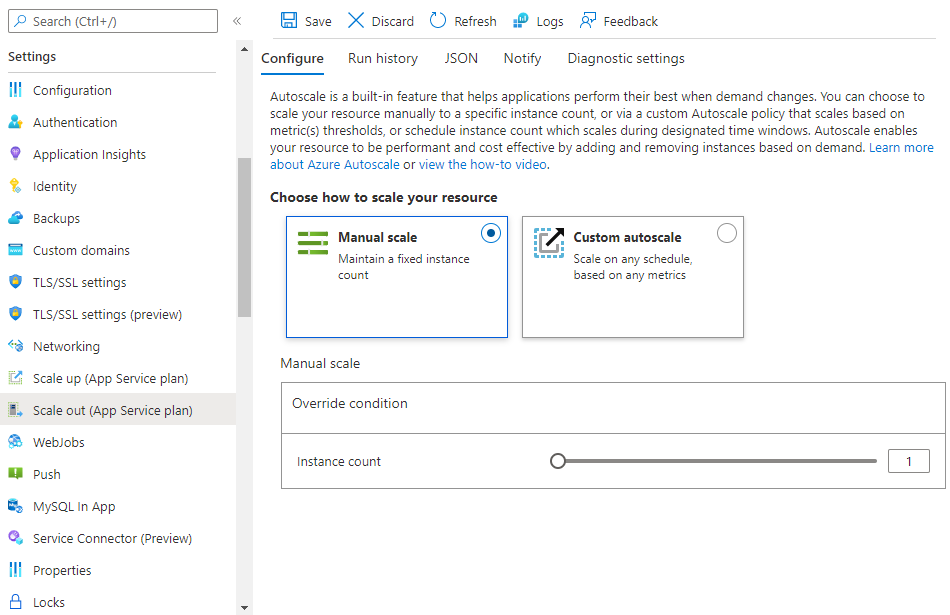 Search (Ctrl+/)
«
Settings
Configuration
Authentication
Application Insights
Identity
Backups
Custom domains
TLS/SSL settings
TLS/SSL settings (preview)
Networking
Scale up (App Service plan)
Scale out (App Service plan)
WebJobs
Push
MySQL In App
Service Connector (Preview)
Properties
Locks
Save Discard Refresh Logs Feedback
Configure Run history JSON Notify Diagnostic settings
Autoscale is a built-in feature that helps applications perform their best when demand changes. You can choose to
scale your resource manually to a specific instance count, or via a custom Autoscale policy that scales based on
metric(s) thresholds, or schedule instance count which scales during designated time windows. Autoscale enables
your resource to be performant and cost effective by adding and removing instances based on demand. Learn more
about Azure Autoscale or view the how-to video.
Choose how to scale your resource
Manual scale
Maintain a fixed instance
count
Custom autoscale
Scale on any schedule,
based on any metrics
Manual scale
Override condition
Instance count 1